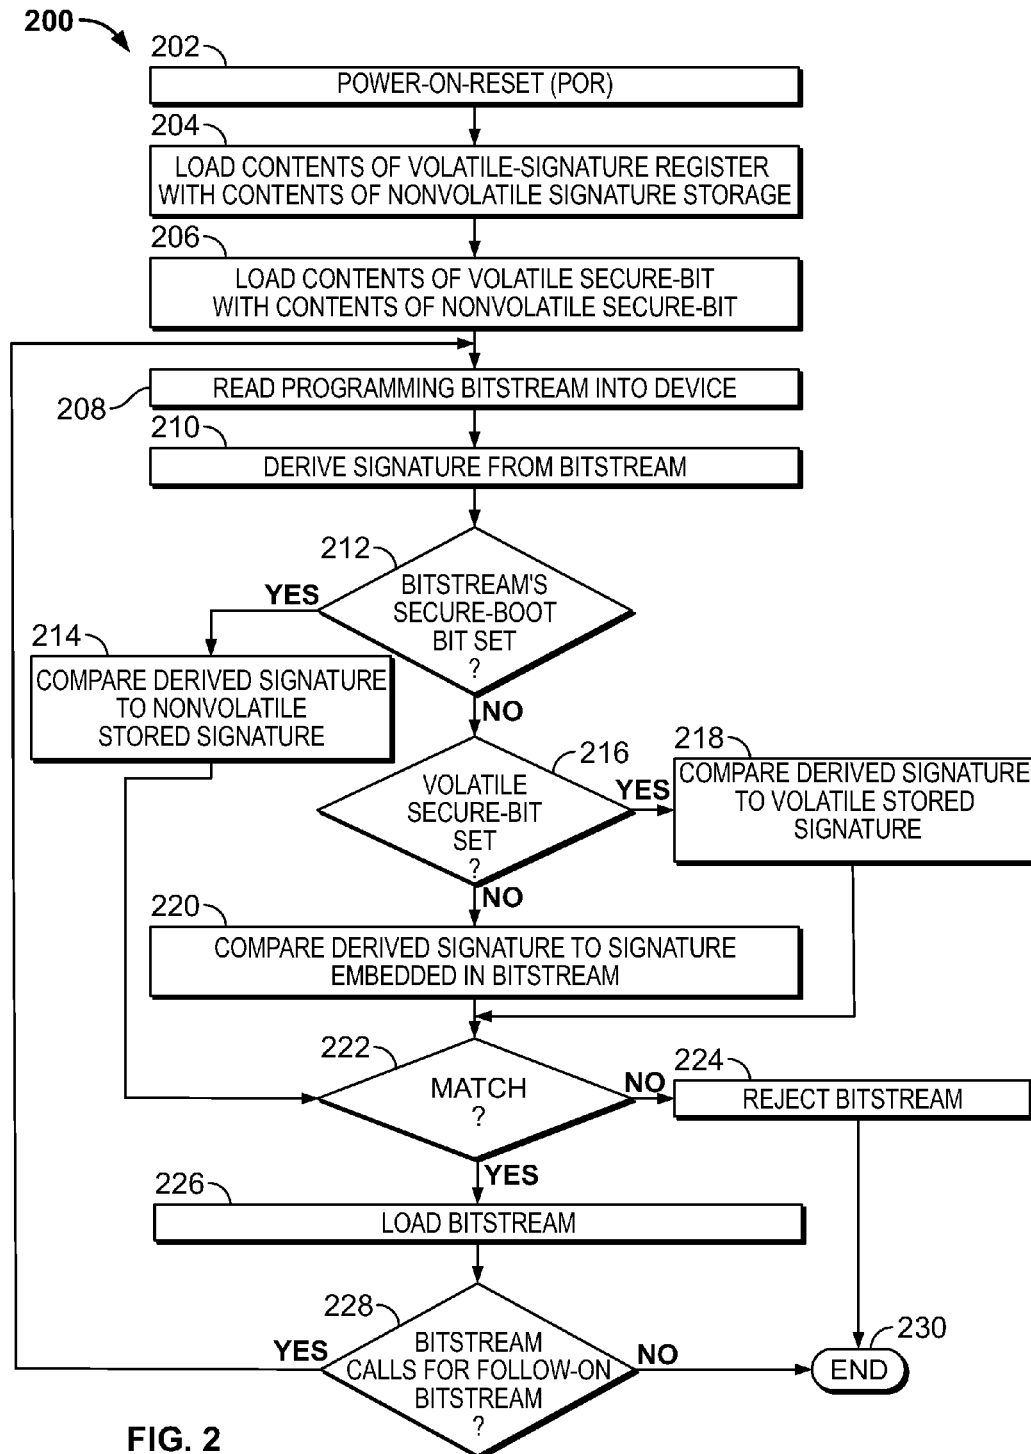 200
202
POWER-ON-RESET (POR)
204
LOAD CONTENTS OF VOLATILE-SIGNATURE REGISTER
WITH CONTENTS OF NONVOLATILE SIGNATURE STORAGE
206
LOAD CONTENTS OF VOLATILE SECURE-BIT
WITH CONTENTS OF NONVOLATILE SECURE-BIT
READ PROGRAMMING BITSTREAM INTO DEVICE
208
210
DERIVE SIGNATURE FROM BITSTREAM
212
BITSTREAM'S
SECURE-BOOT
BIT SET
?
YES
NO
214
COMPARE DERIVED SIGNATURE
TO NONVOLATILE
STORED SIGNATURE
216
VOLATILE
SECURE-BIT
SET
?
YES
NO
218
COMPARE DERIVED SIGNATURE
TO VOLATILE STORED
SIGNATURE
220
COMPARE DERIVED SIGNATURE TO SIGNATURE
EMBEDDED IN BITSTREAM
222
MATCH
?
NO
YES
224
REJECT BITSTREAM
226
LOAD BITSTREAM
228
BITSTREAM
CALLS FOR FOLLOW-ON
BITSTREAM
?
YES
NO
230
END
FIG. 2